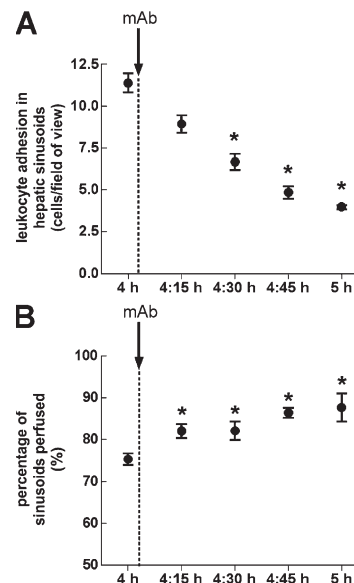 A
mAb
leukocyte adhesion in
hepatic sinusoids
(cells/field of view)
12.5
10.0
7.5
5.0
2.5
0.0
*
*
*
4 h
4:15 h
4:30 h
4:45 h
5 h
B
mAb
percentage of
sinusoids perfused
(%)
100
90
80
70
60
50
*
*
*
*
4 h
4:15 h
4:30 h
4:45 h
5 h